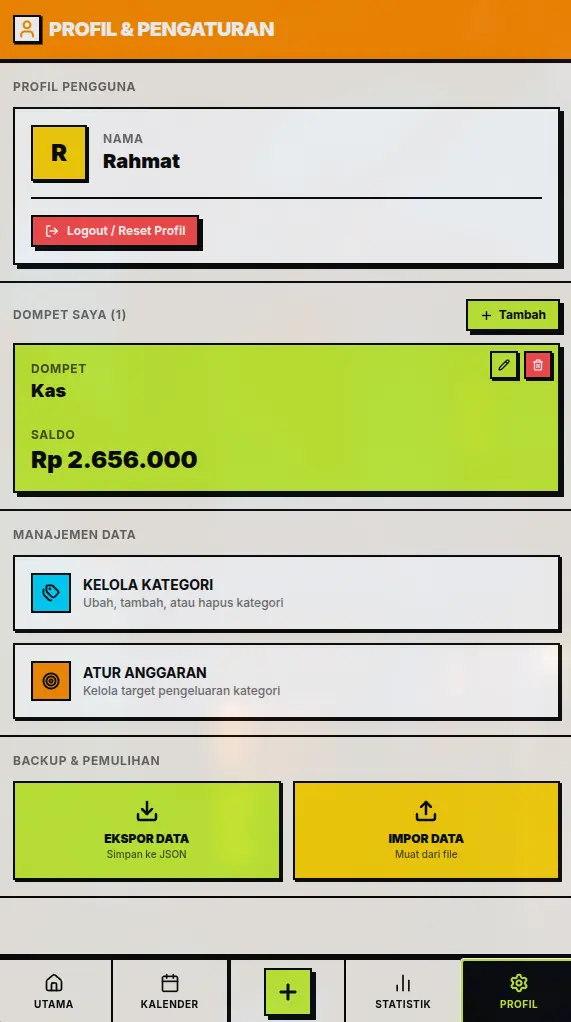 PROFIL & PENGATURAN
PROFIL PENGGUNA
R
NAMA
Rahmat
Logout / Reset Profil
DOMPET SAYA (1)
+ Tambah
DOMPET
Kas
SALDO
Rp 2.656.000
MANAJEMEN DATA
KELOLA KATEGORI
Ubah, tambah, atau hapus kategori
ATUR ANGGARAN
Kelola target pengeluaran kategori
BACKUP & PEMULIHAN
EKSPOR DATA
Simpan ke JSON
IMPOR DATA
Muat dari file
UTAMA
KALENDER
+
STATISTIK
PROFIL